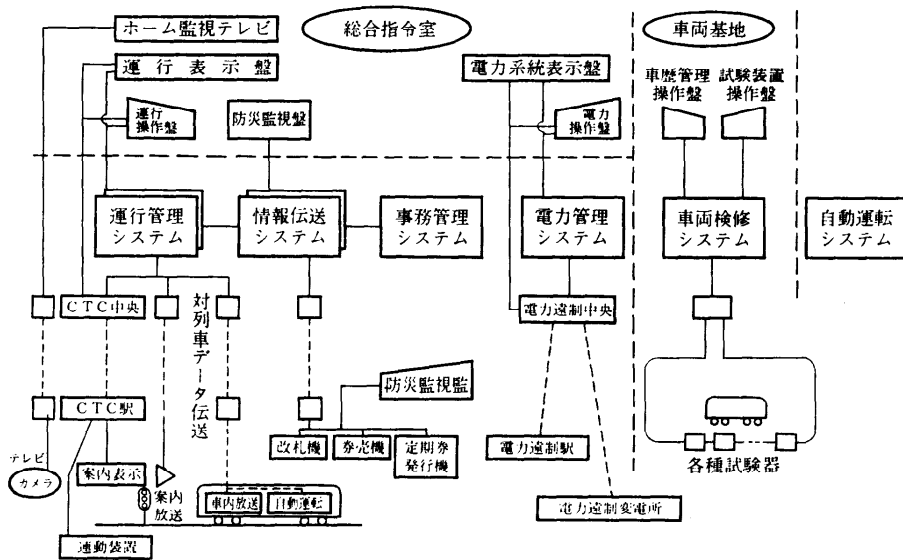 ホーム監視テレビ
総合指令室
車両基地
運行表示盤
電力系統表示盤
車歴管理
操作盤
試験装置
操作盤
運行
操作盤
防災監視盤
電力
操作盤
運行管理
システム
情報伝送
システム
事務管理
システム
電力管理
システム
車両検修
システム
自動運転
システム
CTC中央
対列車データ伝送
電力遠制中央
防災監視監
CTC駅
改札機
券売機
定期券
発行機
電力遠制駅
各種試験器
テレビ
カメラ
案内表示
案内
放送
車内放送
自動運転
電力遠制変電所
連動装置